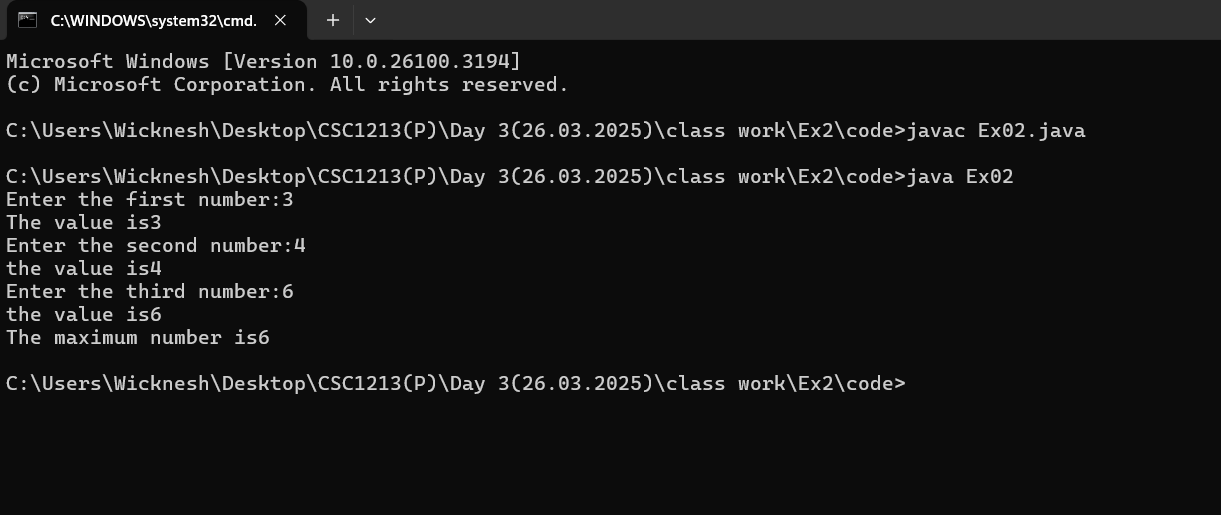 C:\WINDOWS\system32\cmd.
Microsoft Windows [Version 10.0.26100.3194]
(c) Microsoft Corporation. All rights reserved.
C:\Users\Wicknesh\Desktop\CSC1213(P)\Day 3(26.03.2025)\class work\Ex2\code>javac Ex02.java
C:\Users\Wicknesh\Desktop\CSC1213(P)\Day 3(26.03.2025)\class work\Ex2\code>java Ex02
Enter the first number:3
The value is3
Enter the second number:4
the value is4
Enter the third number:6
the value is6
The maximum number is6
C:\Users\Wicknesh\Desktop\CSC1213(P)\Day 3(26.03.2025)\class work\Ex2\code>